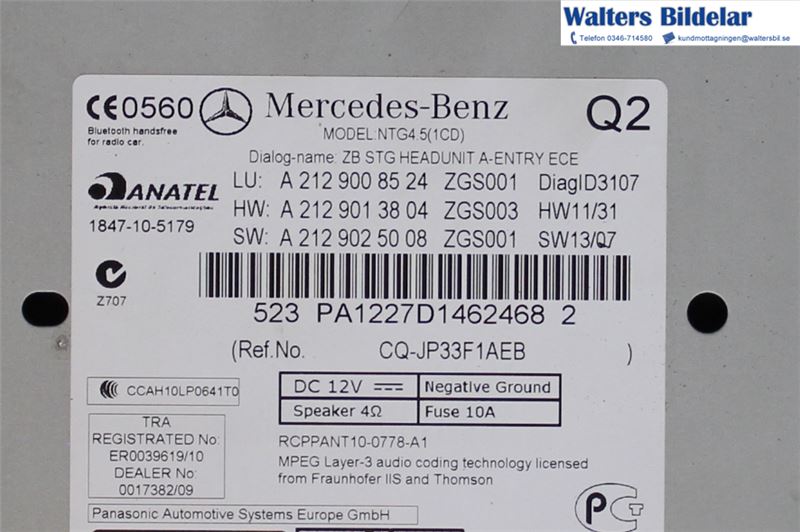 Walters Bildelar
Telefon 0346-714580 kundmottagningen@waltersbil.se
CE0560 Mercedes-Benz Q2
Bluetooth handsfree
for radio car.
MODEL:NTG4.5(1CD)
Dialog-name: ZB STG HEADUNIT A-ENTRY ECE
ANATEL
1847-10-5179
LU: A 212 900 85 24 ZGS001 DiagID3107
HW: A 212 901 38 04 ZGS003 HW11/31
SW: A 212 902 50 08 ZGS001 SW13/07
Z707
523 PA1227D1462468 2
(Ref.No. CQ-JP33F1AEB )
CCAH10LP0641T0
DC 12V Negative Ground
Speaker 4Ω Fuse 10A
TRA
REGISTRATED No:
ER0039619/10
DEALER No:
0017382/09
RCPPANT10-0778-A1
MPEG Layer-3 audio coding technology licensed
from Fraunhofer IIS and Thomson
Panasonic Automotive Systems Europe GmbH